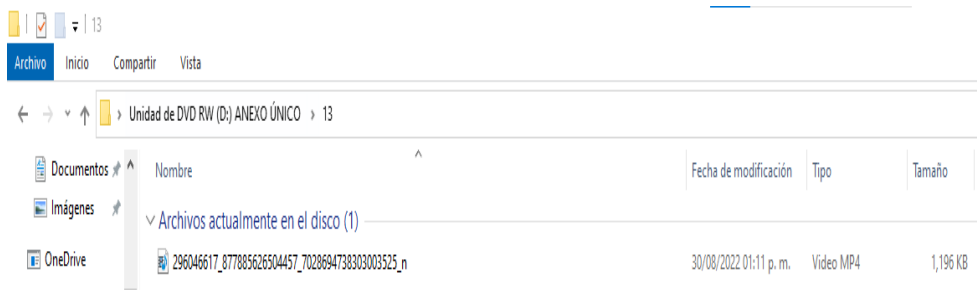 13
Archivo Inicio Compartir Vista
Unidad de DVD RW (D:) ANEXO ÚNICO > 13
Documentos Nombre Fecha de modificación Tipo Tamaño
Imágenes
Archivos actualmente en el disco (1)
OneDrive 296046617_877885626504457_7028694738303003525_n 30/08/2022 01:11 p. m. Video MP4 1,196 KB